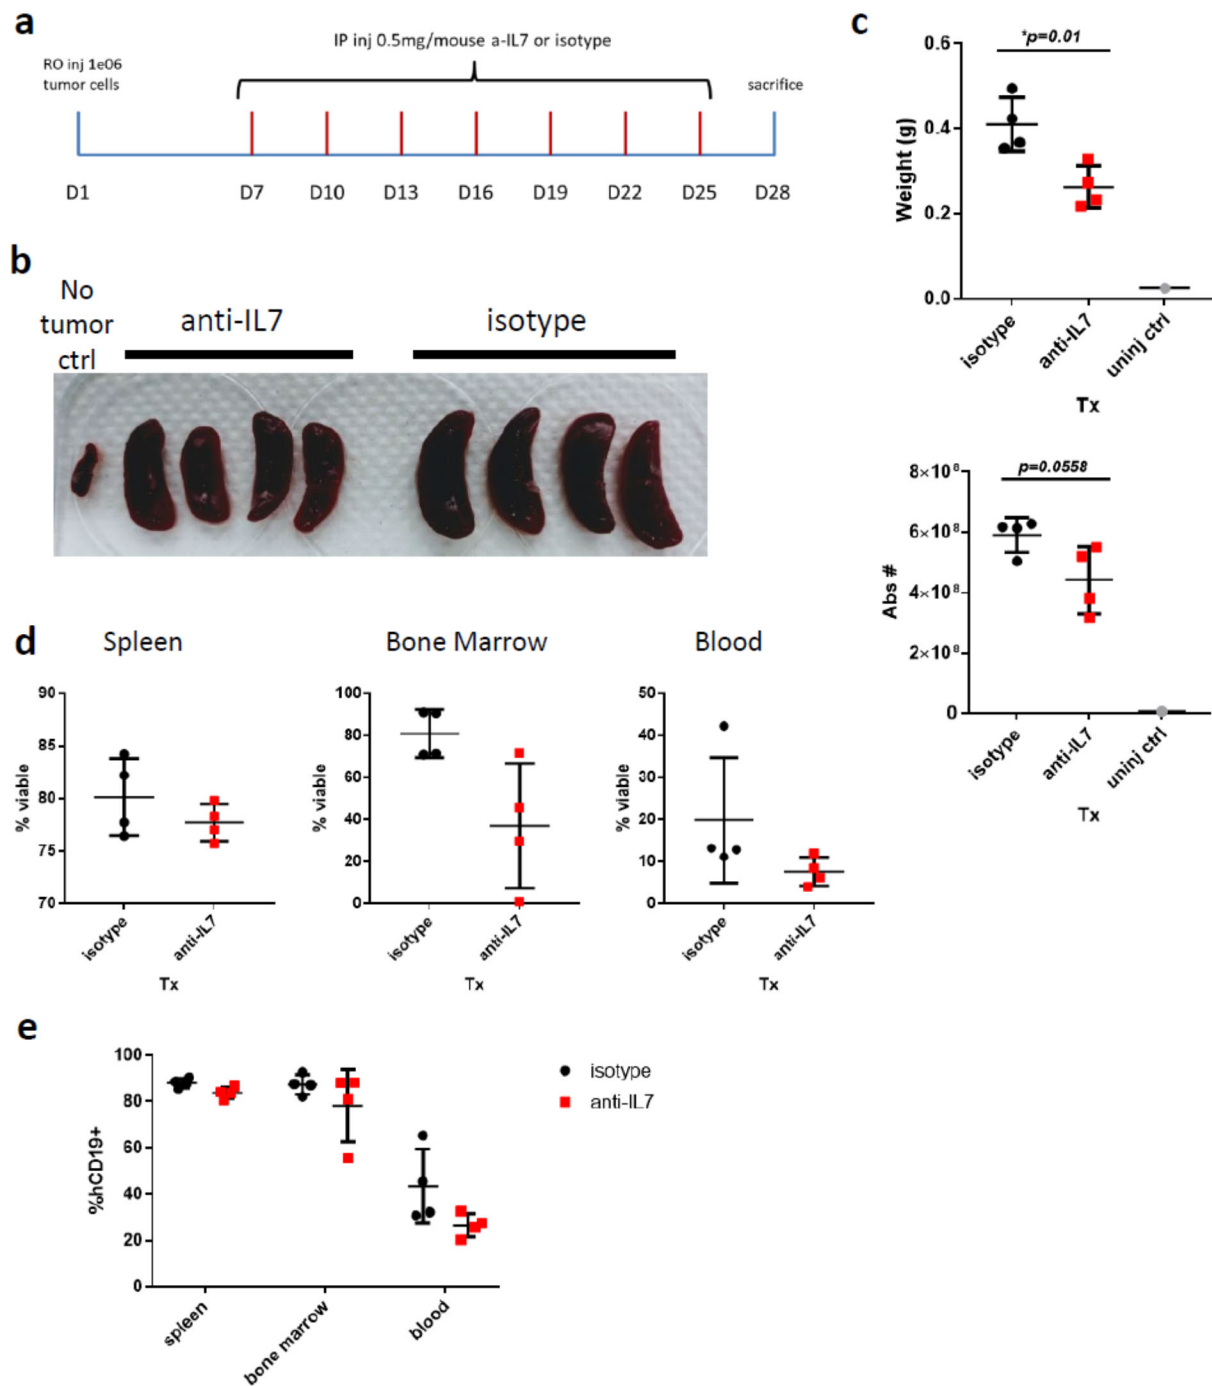 a
IP inj 0.5mg/mouse a-IL7 or isotype
RO inj 1e06
tumor cells
sacrifice
D1
D7
D10
D13
D16
D19
D22
D25
D28
b
No
tumor
ctrl
anti-IL7
isotype
c
*p=0.01
0.6
0.4
0.2
0.0
Weight (g)
isotype
anti-IL7
uninj ctrl
Tx
p=0.0558
8×10⁸
6×10⁸
4×10⁸
2×10⁸
0
Abs #
isotype
anti-IL7
uninj ctrl
Tx
d
Spleen
90
85
80
75
70
% viable
isotype
anti-IL7
Tx
Bone Marrow
100
80
60
40
20
0
% viable
isotype
anti-IL7
Tx
Blood
50
40
30
20
10
0
% viable
isotype
anti-IL7
Tx
e
100
80
60
40
20
0
%hCD19+
spleen
bone marrow
blood
isotype
anti-IL7